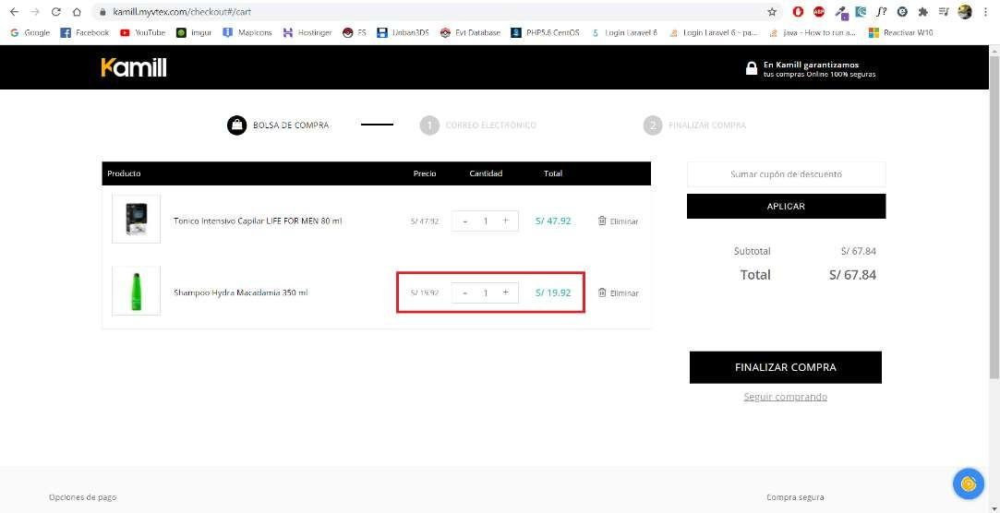 kamill.myvtex.com/checkout#/cart
Google Facebook YouTube imgur MapIcons Hostinger FS Unban3DS Evt Database PHP5.6 CentOS Login Laravel 6 Login Laravel 6 - pa... java - How to run a... Reactivar W10
Kamill
En Kamill garantizamos
tus compras Online 100% seguras
BOLSA DE COMPRA
1 CORREO ELECTRÓNICO
2 FINALIZAR COMPRA
Producto Precio Cantidad Total
Tonico Intensivo Capilar LIFE FOR MEN 80 ml S/ 47.92 - 1 + S/ 47.92 Eliminar
Shampoo Hydra Macadamia 350 ml S/ 19.92 - 1 + S/ 19.92 Eliminar
Sumar cupón de descuento
APLICAR
Subtotal S/ 67.84
Total S/ 67.84
FINALIZAR COMPRA
Seguir comprando
Opciones de pago
Compra segura